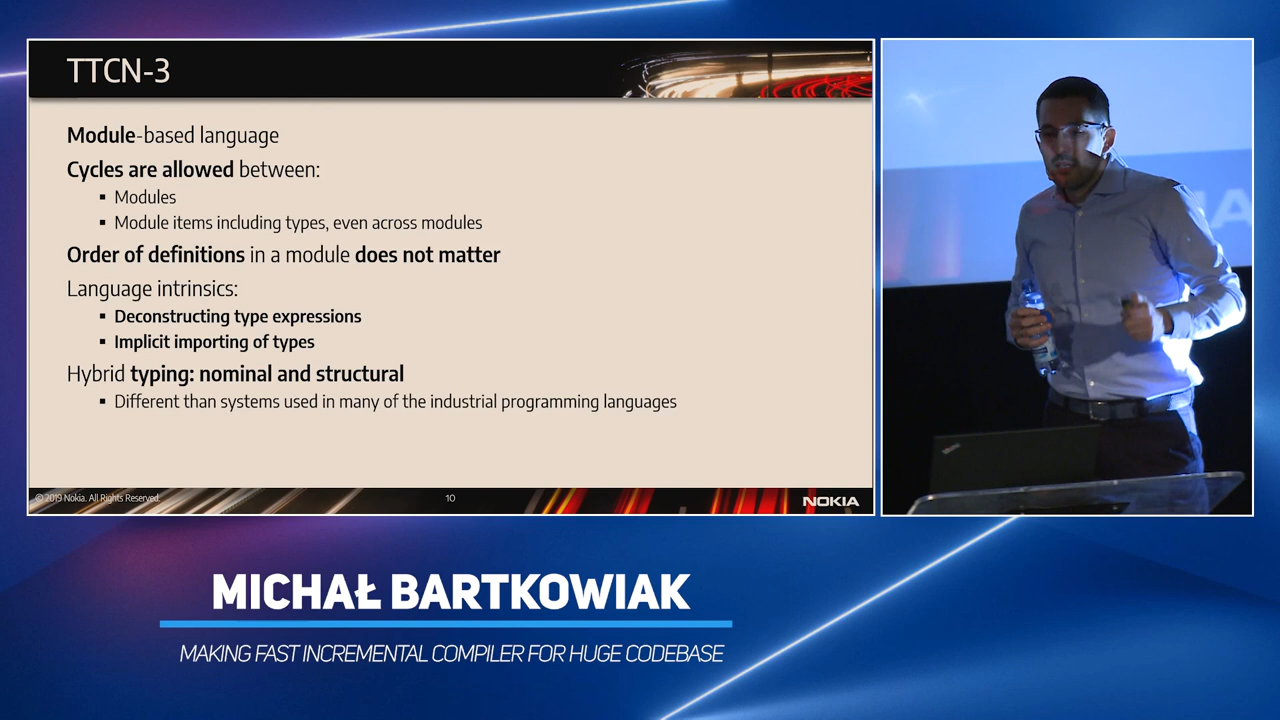 TTCN-3
Module-based language
Cycles are allowed between:
▪ Modules
▪ Module items including types, even across modules
Order of definitions in a module does not matter
Language intrinsics:
▪ Deconstructing type expressions
▪ Implicit importing of types
Hybrid typing: nominal and structural
▪ Different than systems used in many of the industrial programming languages
© 2019 Nokia. All Rights Reserved.
10
NOKIA
MICHAŁ BARTKOWIAK
MAKING FAST INCREMENTAL COMPILER FOR HUGE CODEBASE